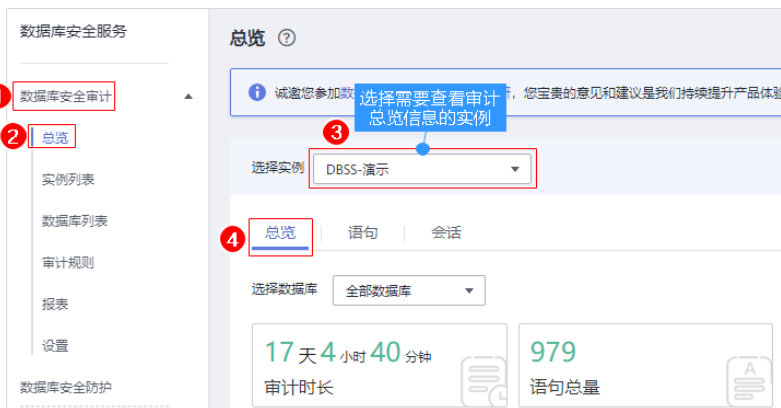 数据库安全服务
总览 ?
1 数据库安全审计
诚邀您参加数
，您宝贵的意见和建议是我们持续提升产品体验
选择需要查看审计
总览信息的实例
2 总览
3
选择实例 DBSS-演示
实例列表
数据库列表
4 总览 语句 会话
审计规则
选择数据库 全部数据库
报表
设置
17 天 4 小时 40 分钟
审计时长
979
语句总量
A
数据库安全防护